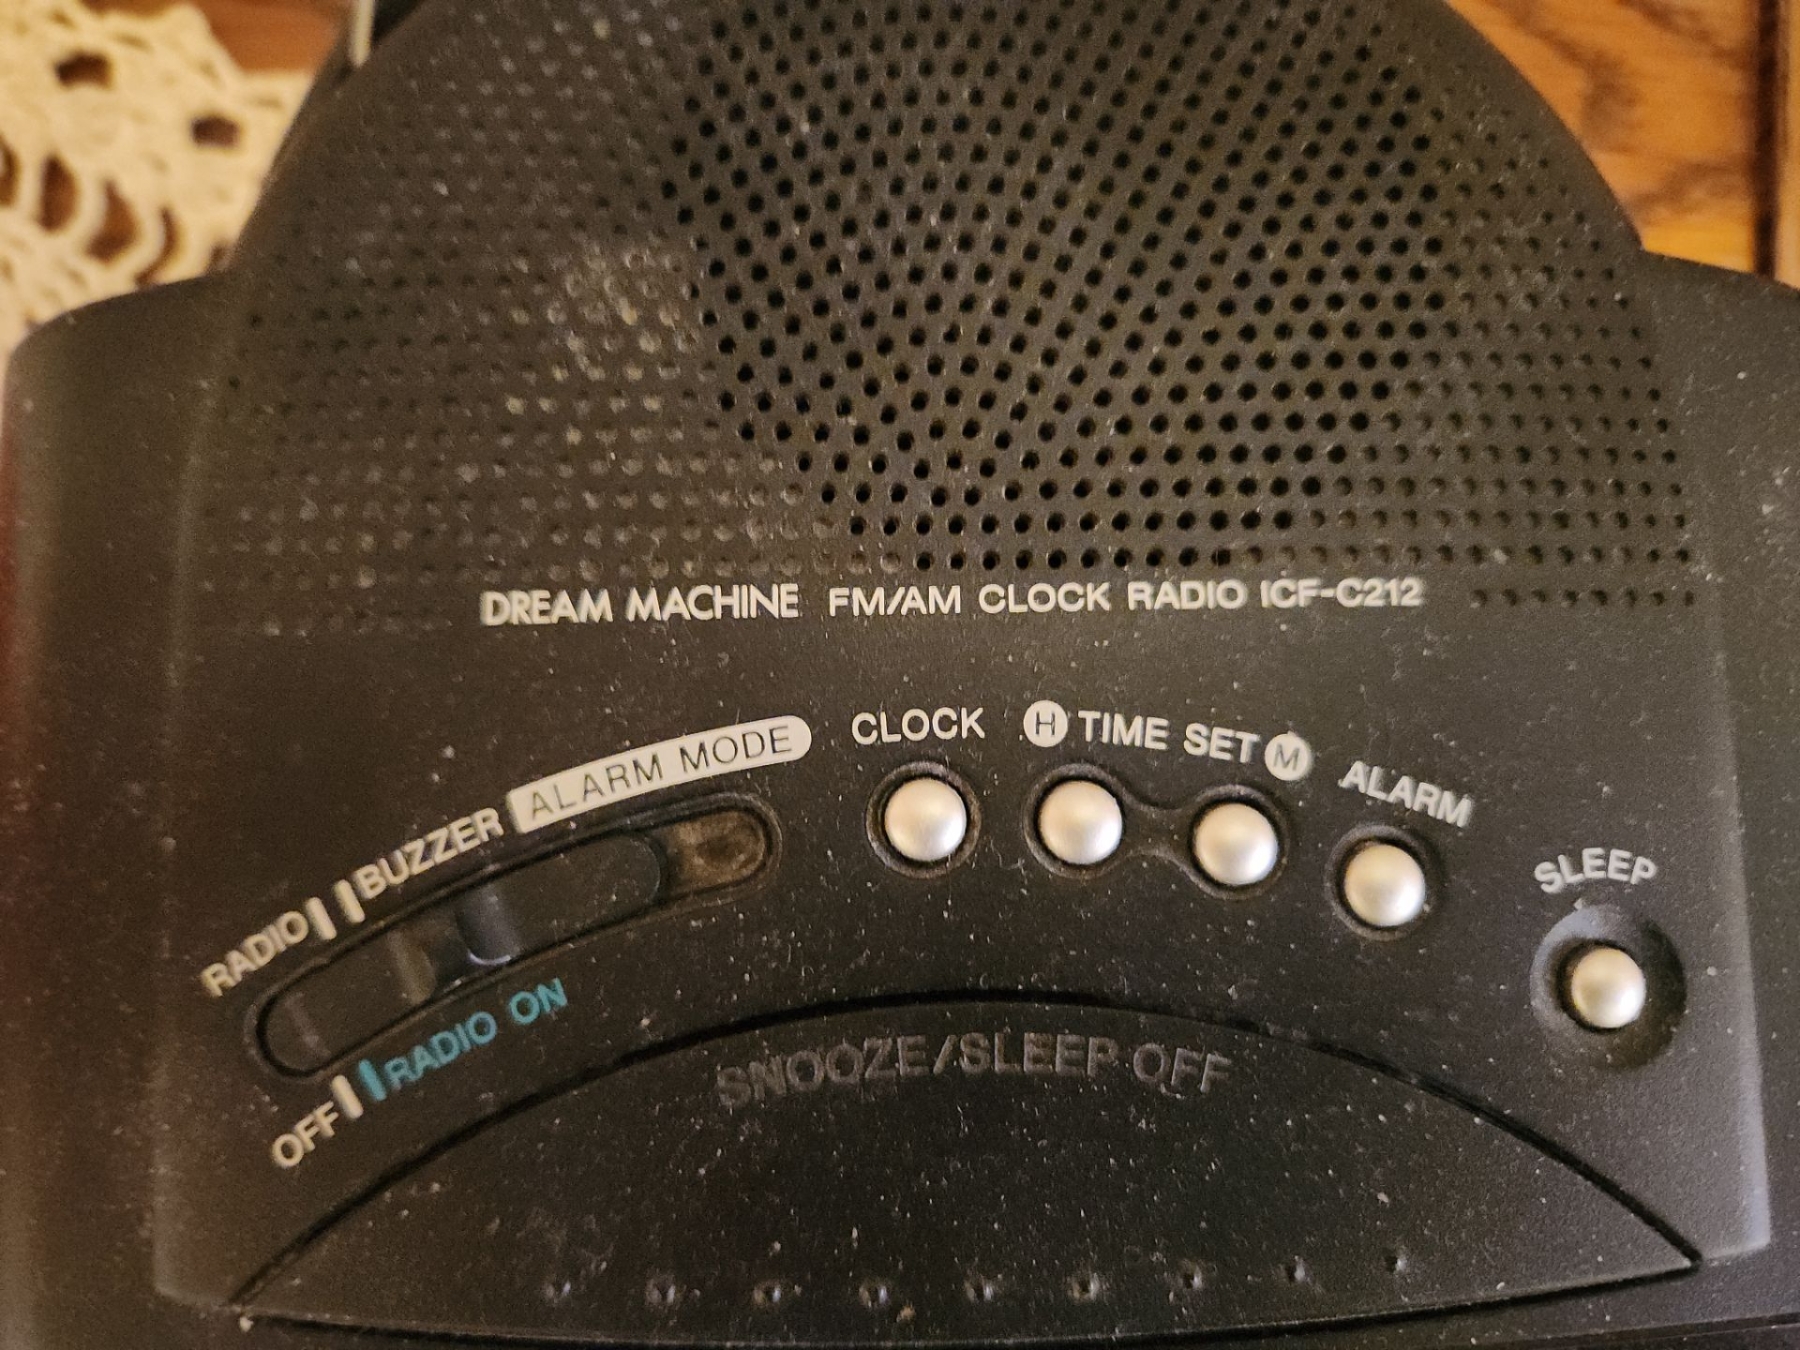 DREAM MACHINE FM/AM CLOCK RADIO ICF-C212
RADIO BUZZER ALARM MODE
CLOCK
H TIME SET M
ALARM
SLEEP
OFF RADIO ON
SNOOZE/SLEEP OFF